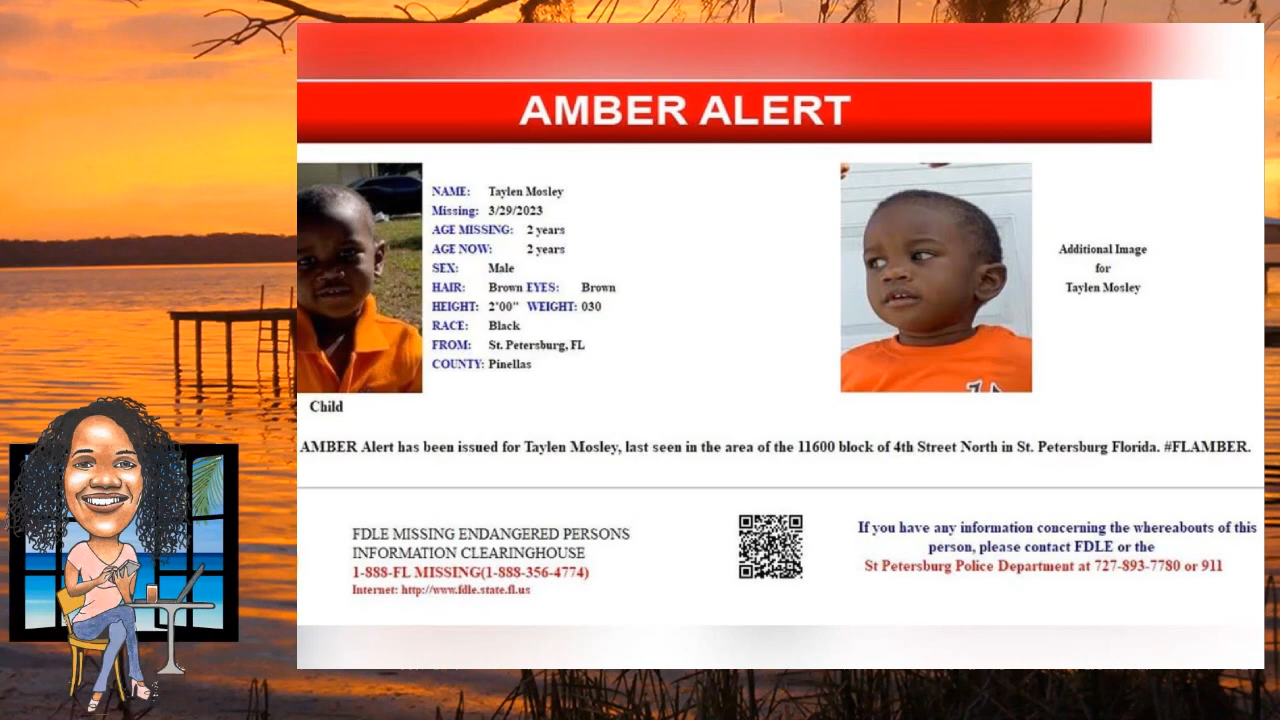 AMBER ALERT
NAME: Taylen Mosley
Missing: 3/29/2023
AGE MISSING: 2 years
AGE NOW: 2 years
SEX: Male
HAIR: Brown EYES: Brown
HEIGHT: 2'00" WEIGHT: 030
RACE: Black
FROM: St. Petersburg, FL
COUNTY: Pinellas
Child
Additional Image
for
Taylen Mosley
AMBER Alert has been issued for Taylen Mosley, last seen in the area of the 11600 block of 4th Street North in St. Petersburg Florida. #FLAMBER.
FDLE MISSING ENDANGERED PERSONS
INFORMATION CLEARINGHOUSE
1-888-FL MISSING(1-888-356-4774)
Internet: http://www.fdle.state.fl.us
If you have any information concerning the whereabouts of this
person, please contact FDLE or the
St Petersburg Police Department at 727-893-7780 or 911